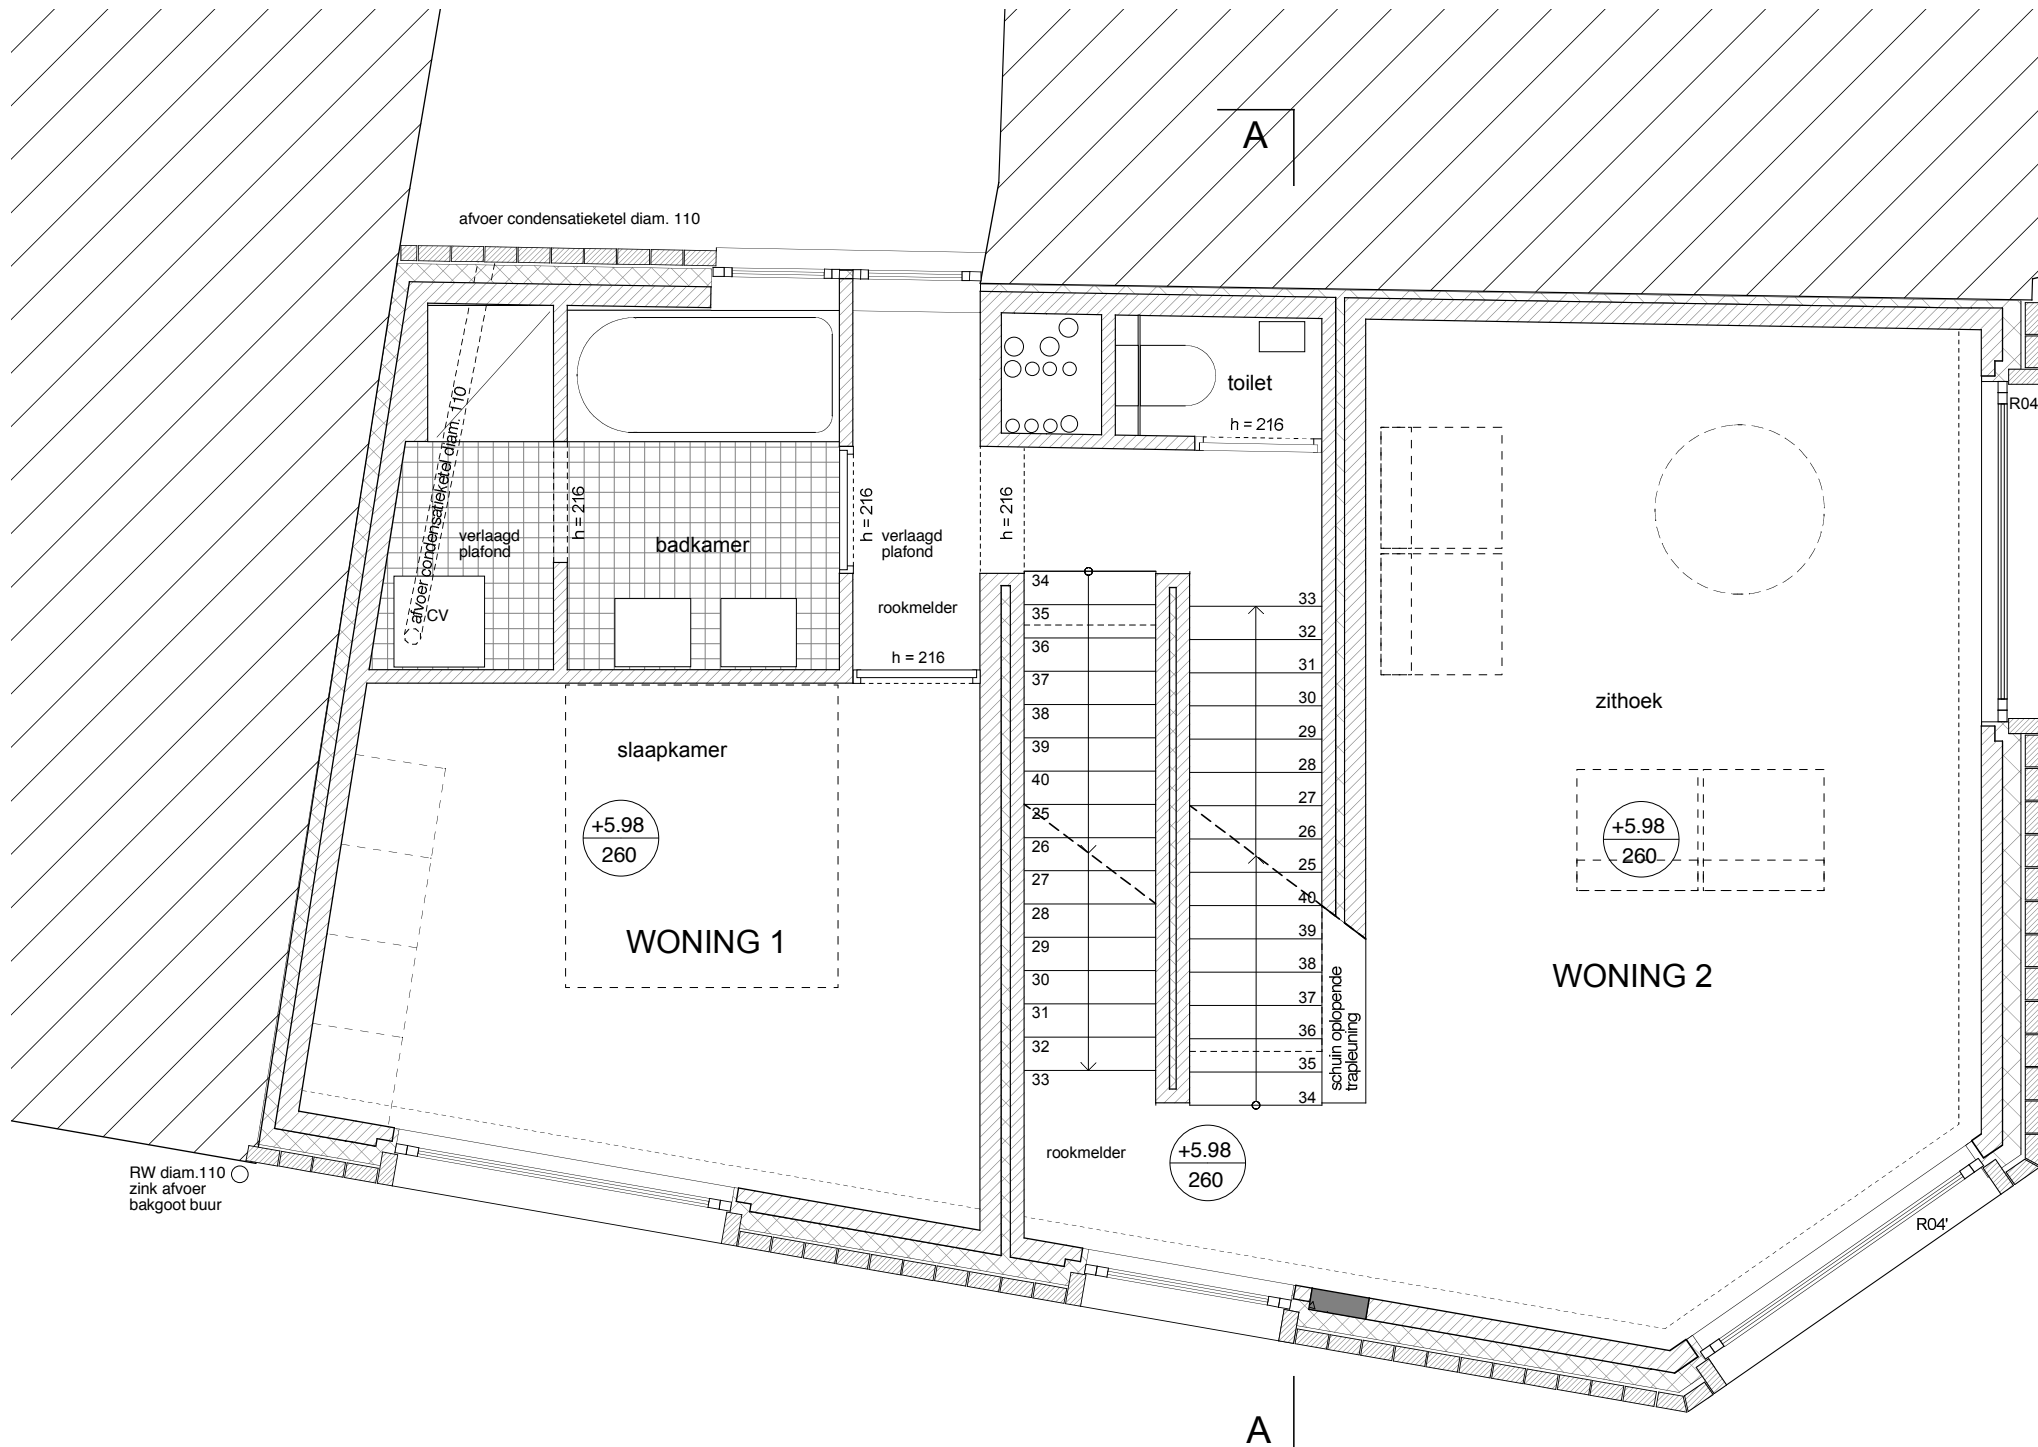 A
afvoer condensatieketel diam. 110
toilet
h = 216
R04
afvoer condensatieketel diam. 110
verlaagd
plafond
h = 216
badkamer
h = 216
verlaagd
plafond
h = 216
CV
rookmelder
h = 216
34
35
36
37
38
39
40
25
26
27
28
29
30
31
32
33
33
32
31
30
29
28
27
26
25
40
39
38
37
36
35
34
schuin oplopende
trapleuning
zithoek
slaapkamer
+5.98
260
+5.98
260
WONING 1
WONING 2
rookmelder
+5.98
260
RW diam.110
zink afvoer
bakgoot buur
R04'
A